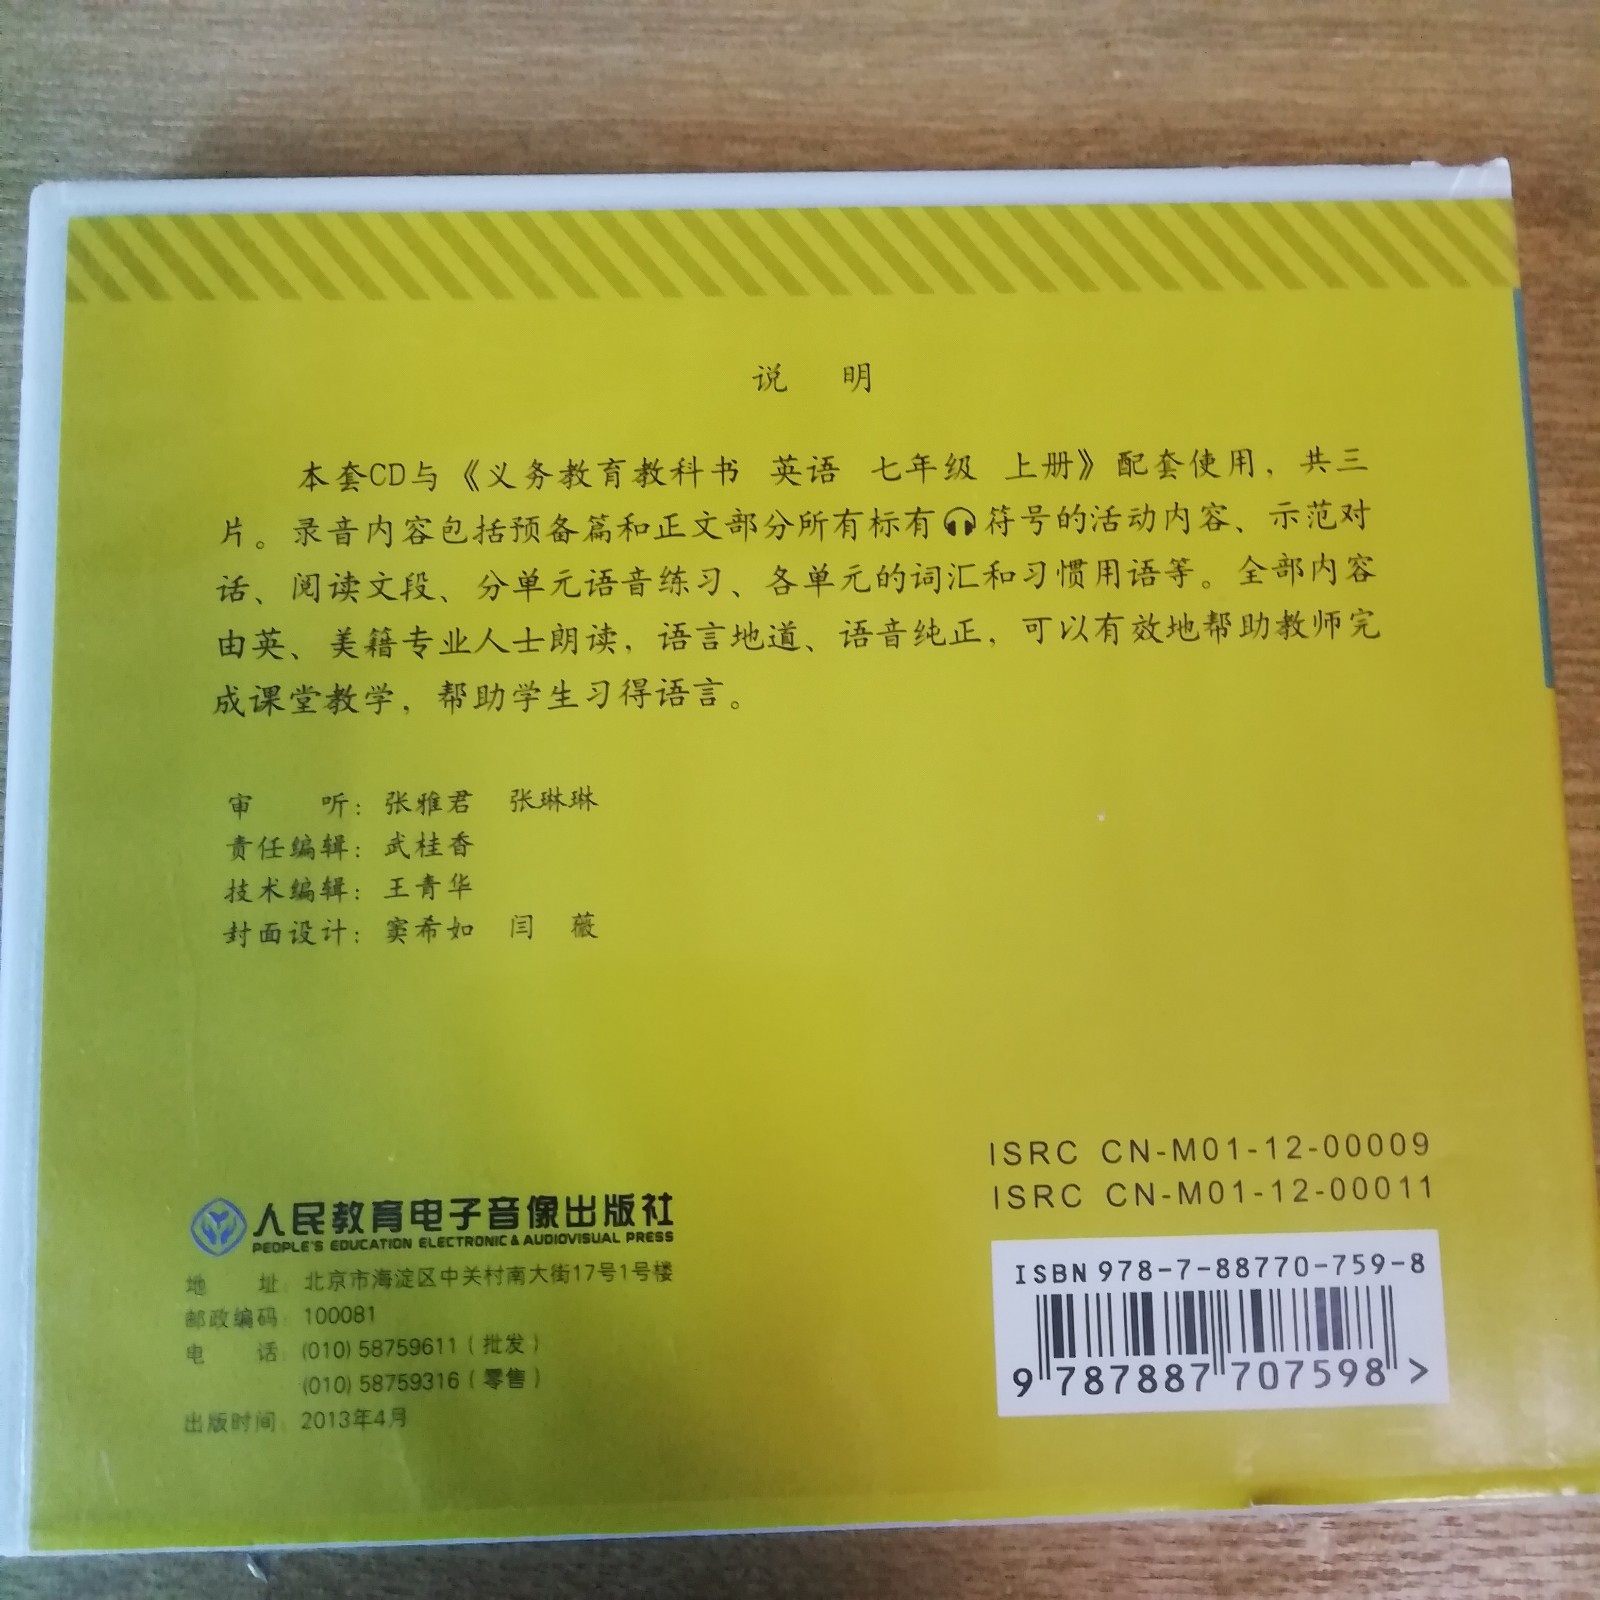 说 明
本套CD与《义务教育教科书 英语 七年级 上册》配套使用，共三
片。录音内容包括预备篇和正文部分所有标有🎧符号的活动内容、示范对
话、阅读文段、分单元语音练习、各单元的词汇和习惯用语等。全部内容
由英、美籍专业人士朗读，语言地道、语音纯正，可以有效地帮助教师完
成课堂教学，帮助学生习得语言。
审 听：张雅君 张琳琳
责任编辑：武桂香
技术编辑：王青华
封面设计：窦希如 闫 薇
人民教育电子音像出版社
PEOPLE'S EDUCATION ELECTRONIC & AUDIOVISUAL PRESS
地 址：北京市海淀区中关村南大街17号1号楼
邮政编码：100081
电 话：(010) 58759611（批发）
(010) 58759316（零售）
出版时间：2013年4月
ISRC CN-M01-12-00009
ISRC CN-M01-12-00011
ISBN 978-7-88770-759-8
9 787887 707598 >